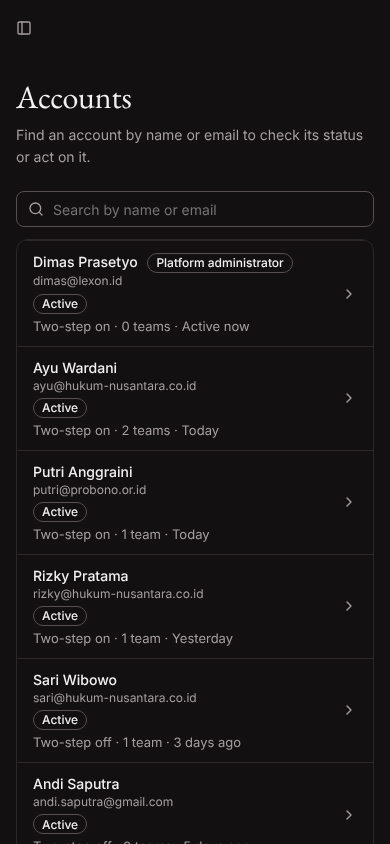 Accounts
Find an account by name or email to check its status
or act on it.
Search by name or email
Dimas Prasetyo Platform administrator
dimas@lexon.id
Active
Two-step on · 0 teams · Active now
Ayu Wardani
ayu@hukum-nusantara.co.id
Active
Two-step on · 2 teams · Today
Putri Anggraini
putri@probono.or.id
Active
Two-step on · 1 team · Today
Rizky Pratama
rizky@hukum-nusantara.co.id
Active
Two-step on · 1 team · Yesterday
Sari Wibowo
sari@hukum-nusantara.co.id
Active
Two-step off · 1 team · 3 days ago
Andi Saputra
andi.saputra@gmail.com
Active